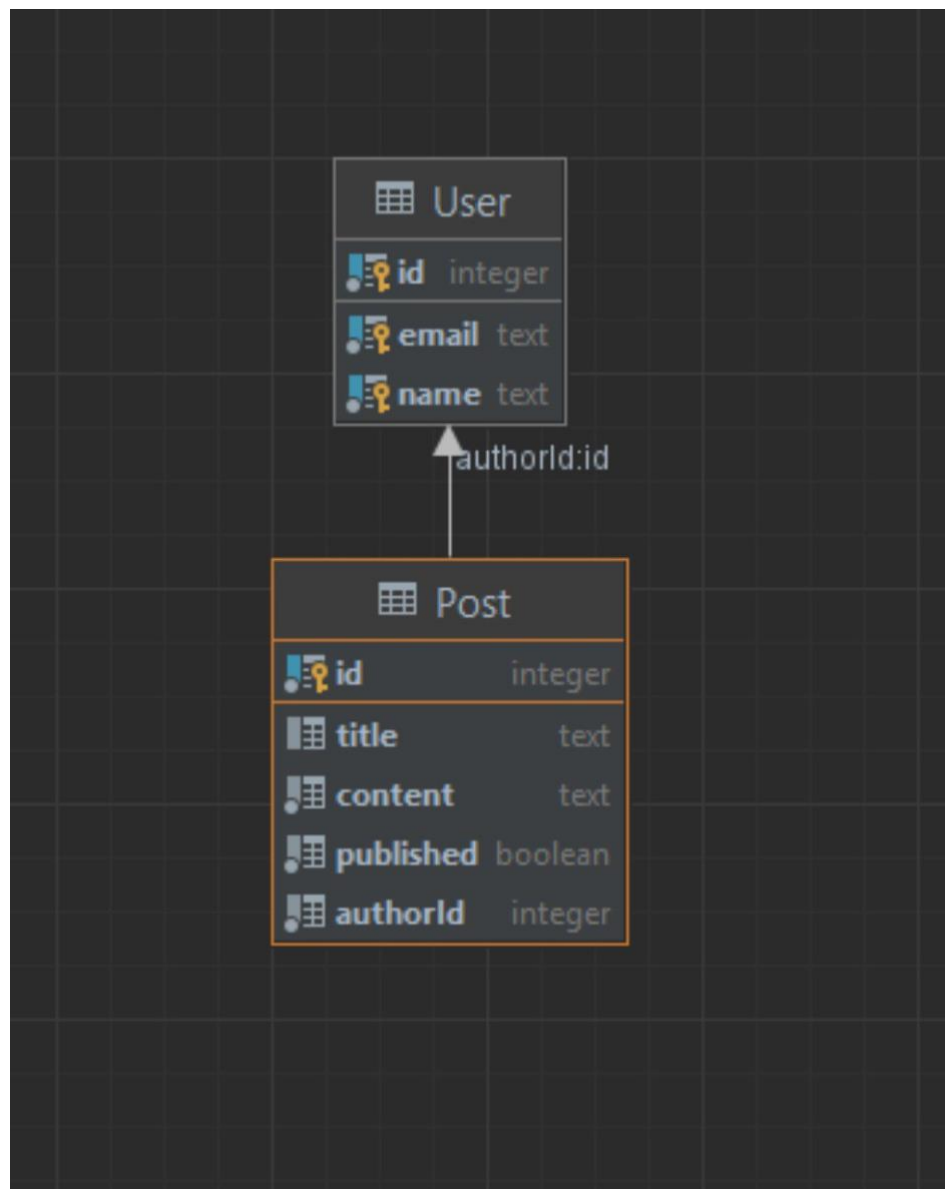 User
id integer
email text
name text
authorId:id
Post
id integer
title text
content text
published boolean
authorId integer